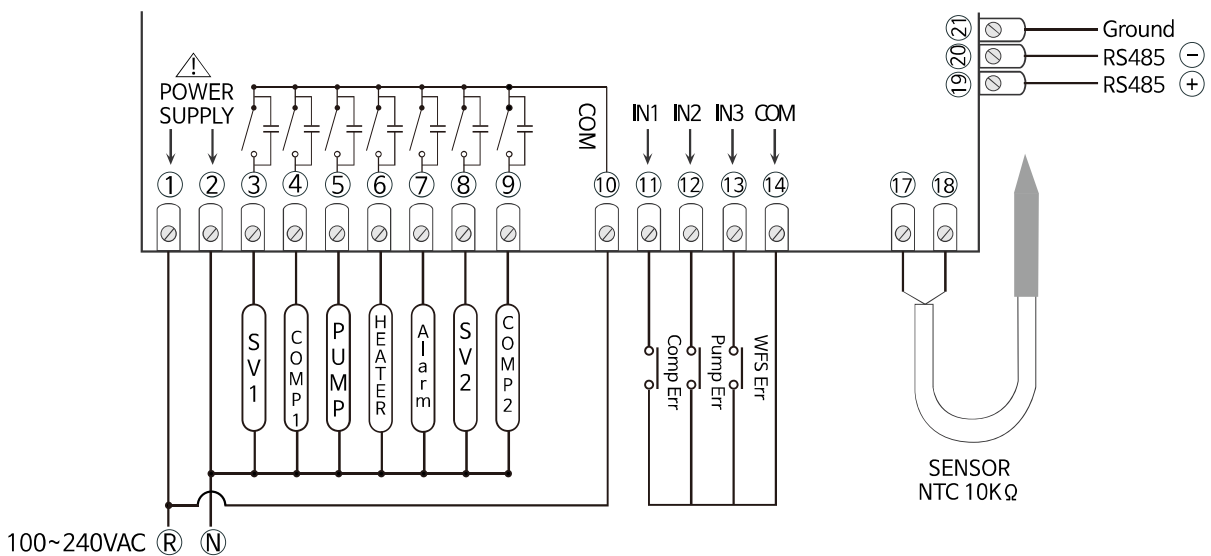 21 Ground
20 RS485 −
19 RS485 +
⚠
POWER
SUPPLY
COM
IN1 IN2 IN3 COM
1 2 3 4 5 6 7 8 9 10 11 12 13 14 17 18
SV1
COMP1
PUMP
HEATER
Alarm
SV2
COMP2
Comp Err
Pump Err
WFS Err
SENSOR
NTC 10KΩ
100~240VAC R N